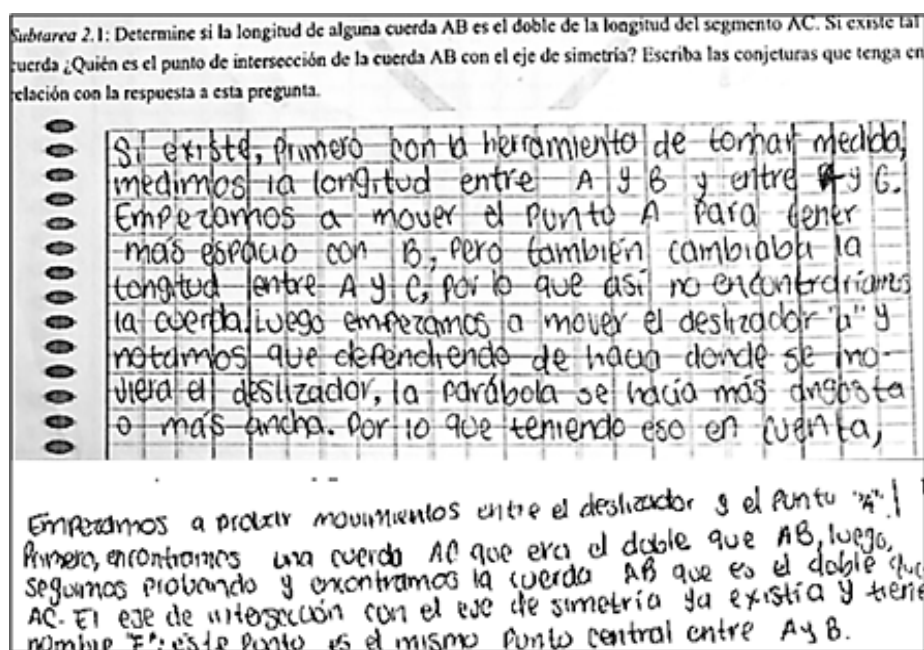 Subtarea 2.1: Determine si la longitud de alguna cuerda AB es el doble de la longitud del segmento AC. Si existe tal
cuerda ¿Quién es el punto de intersección de la cuerda AB con el eje de simetría? Escriba las conjeturas que tenga en
relación con la respuesta a esta pregunta.
Si existe, Primero con la herramienta de tomar medida,
medimos la longitud entre A y B y entre A y C.
Empezamos a mover el Punto A Para tener
más espacio con B, Pero también cambiaba la
Longitud entre A y C, por lo que así no encontrariamos
la cuerda. Luego empezamos a mover el deslizador "a" y
notamos que dependiendo de hacia donde se mo-
viera el deslizador, la parábola se hacía más angosta
o más ancha. Por lo que teniendo eso en cuenta,
Empezamos a probar movimientos entre el deslizador y el Punto "A".
Primero, encontramos una cuerda AC que era el doble que AB, luego,
seguimos probando y encontramos la cuerda AB que es el doble que
AC. El eje de intersección con el eje de simetría ya existía y tiene
nombre "F": este Punto es el mismo Punto central entre A y B.